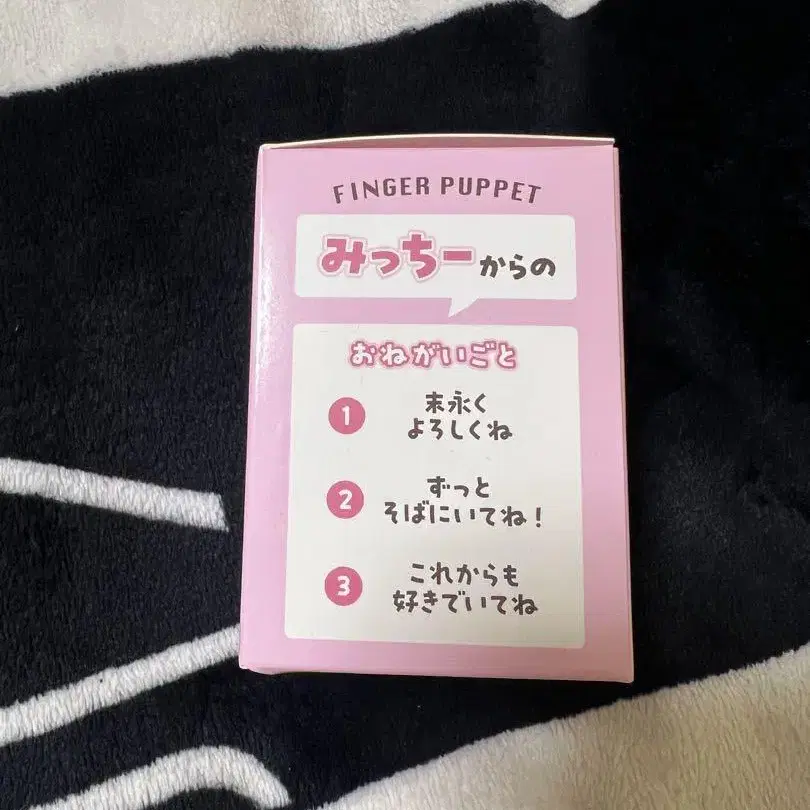 FINGER PUPPET
みっちーからの
おねがいごと
1 末永く
よろしくね
2 ずっと
そばにいてね!
3 これからも
好きでいてね